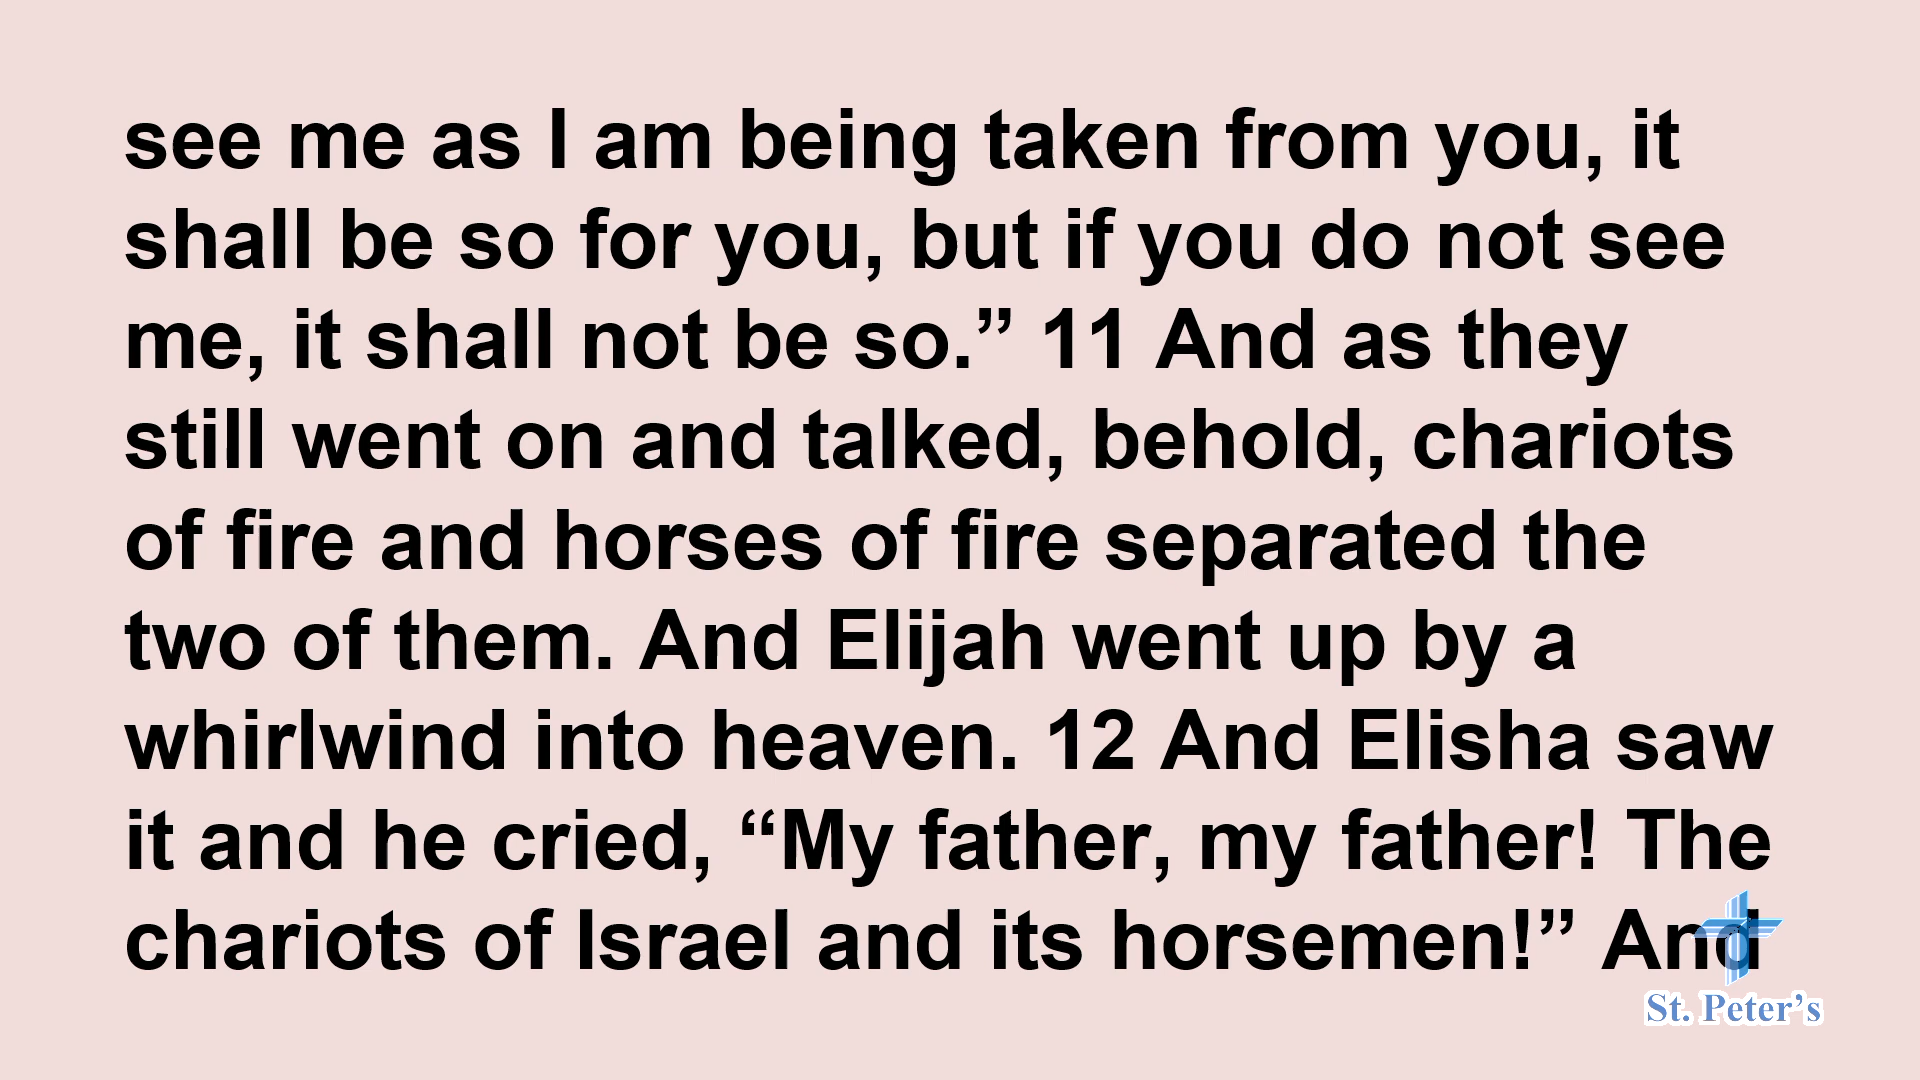 see me as I am being taken from you, it
shall be so for you, but if you do not see
me, it shall not be so.” 11 And as they
still went on and talked, behold, chariots
of fire and horses of fire separated the
two of them. And Elijah went up by a
whirlwind into heaven. 12 And Elisha saw
it and he cried, “My father, my father! The
chariots of Israel and its horsemen!” And
St. Peter’s